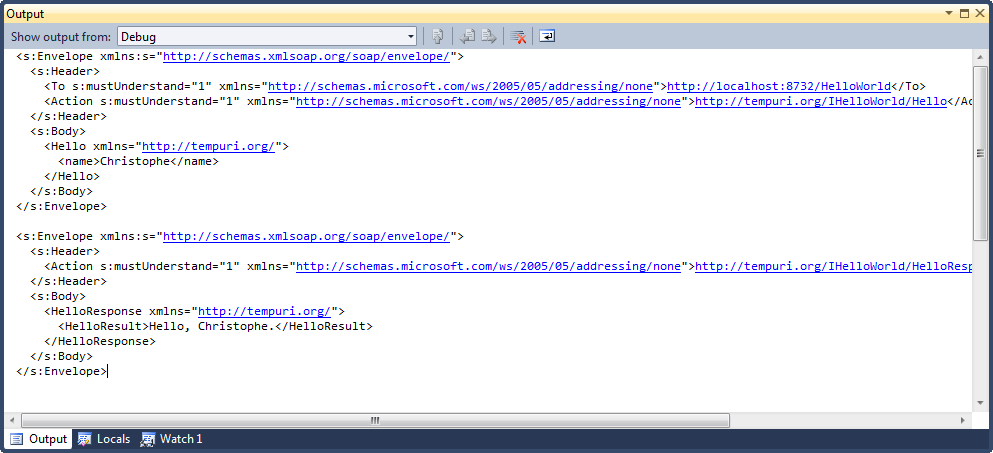 Output
Show output from: Debug
<s:Envelope xmlns:s="http://schemas.xmlsoap.org/soap/envelope/">
  <s:Header>
    <To s:mustUnderstand="1" xmlns="http://schemas.microsoft.com/ws/2005/05/addressing/none">http://localhost:8732/HelloWorld</To>
    <Action s:mustUnderstand="1" xmlns="http://schemas.microsoft.com/ws/2005/05/addressing/none">http://tempuri.org/IHelloWorld/Hello</Ac
  </s:Header>
  <s:Body>
    <Hello xmlns="http://tempuri.org/">
      <name>Christophe</name>
    </Hello>
  </s:Body>
</s:Envelope>

<s:Envelope xmlns:s="http://schemas.xmlsoap.org/soap/envelope/">
  <s:Header>
    <Action s:mustUnderstand="1" xmlns="http://schemas.microsoft.com/ws/2005/05/addressing/none">http://tempuri.org/IHelloWorld/HelloResp
  </s:Header>
  <s:Body>
    <HelloResponse xmlns="http://tempuri.org/">
      <HelloResult>Hello, Christophe.</HelloResult>
    </HelloResponse>
  </s:Body>
</s:Envelope>
Output Locals Watch 1